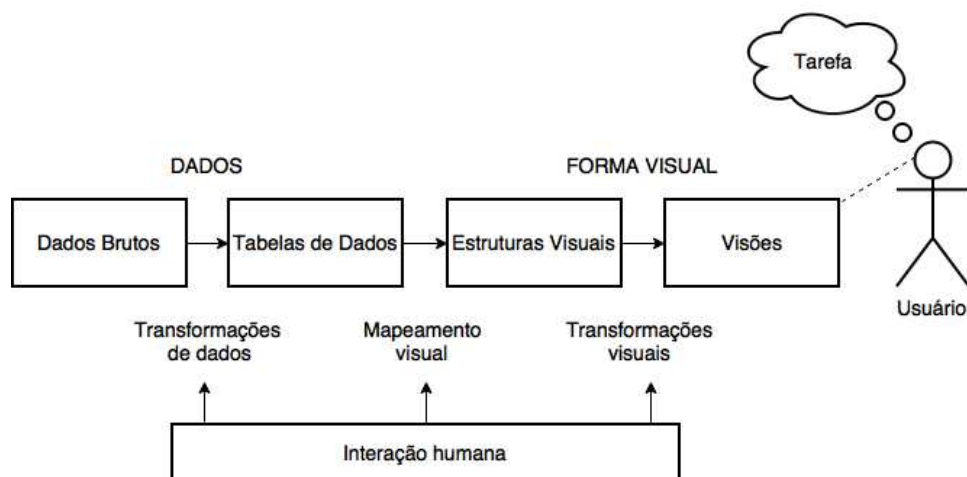 Tarefa
DADOS
FORMA VISUAL
Dados Brutos
Tabelas de Dados
Estruturas Visuais
Visões
Usuário
Transformações
de dados
Mapeamento
visual
Transformações
visuais
Interação humana